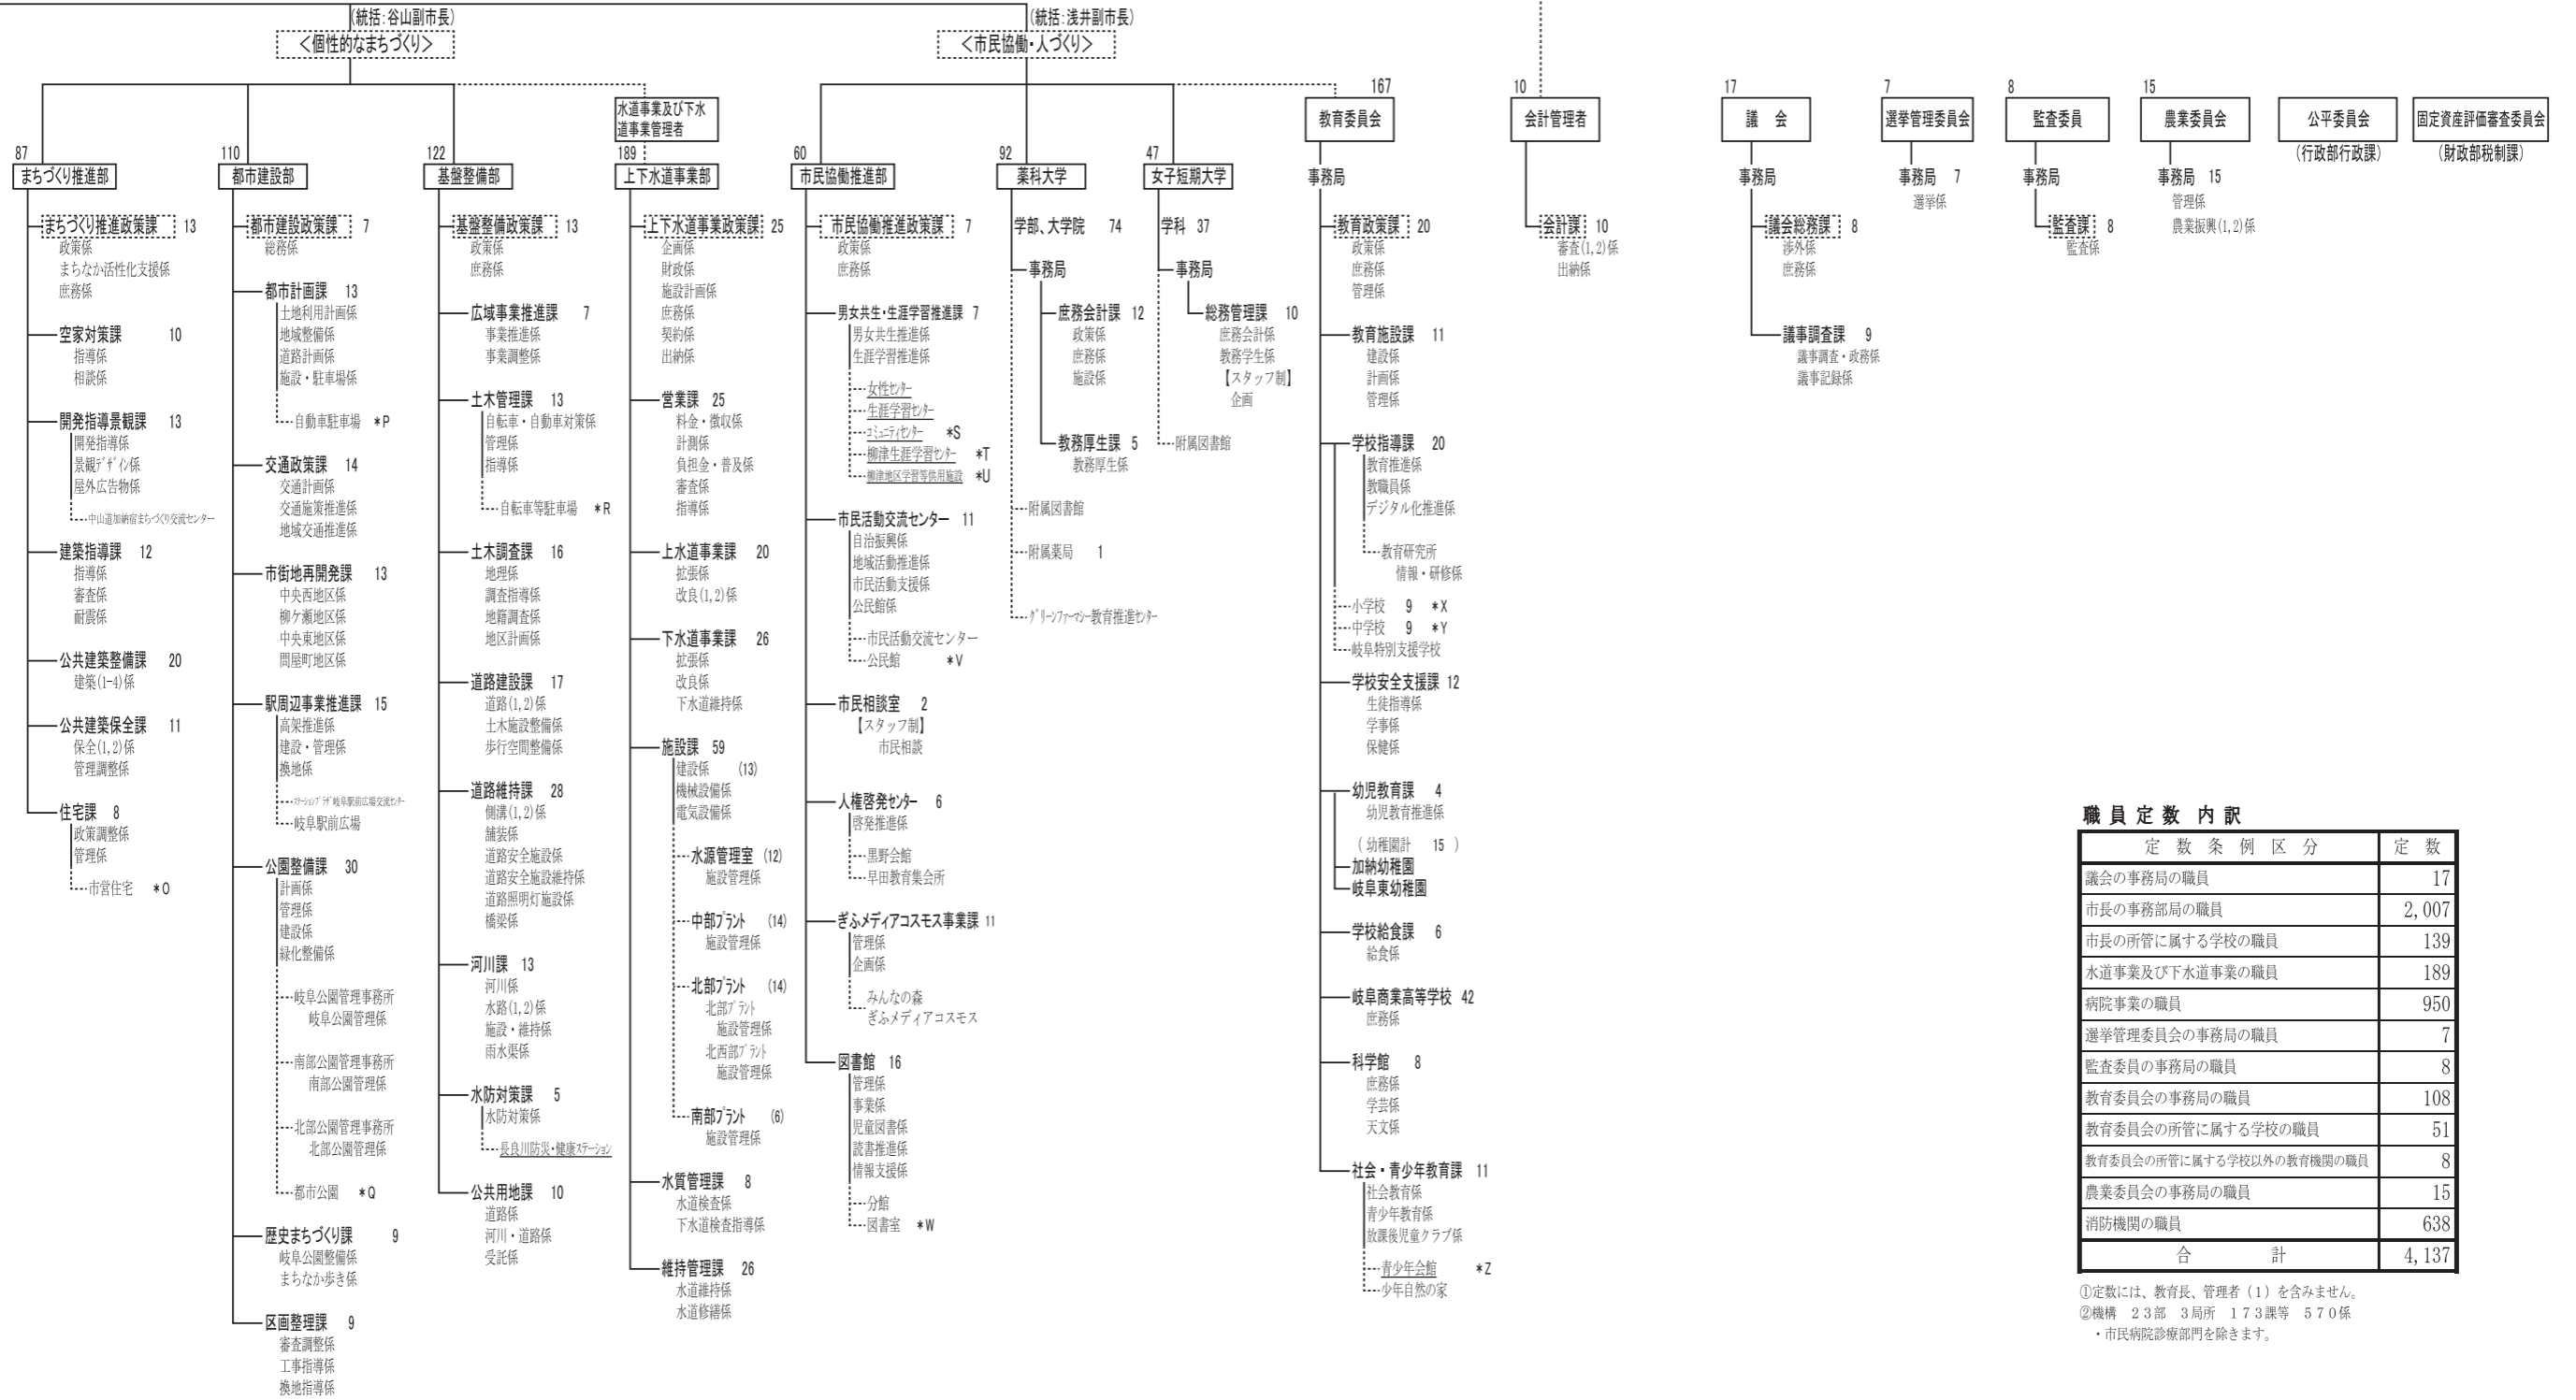 (統括:谷山副市長)
<個性的なまちづくり>
(統括:浅井副市長)
<市民協働・人づくり>
水道事業及び下水
道事業管理者
87
まちづくり推進部
まちづくり推進政策課 13
政策係
まちなか活性化支援係
庶務係
空家対策課 10
指導係
相談係
開発指導景観課 13
開発指導係
景観デザイン係
屋外広告物係
中山道加納宿まちづくり交流センター
建築指導課 12
指導係
審査係
耐震係
公共建築整備課 20
建築(1-4)係
公共建築保全課 11
保全(1,2)係
管理調整係
住宅課 8
政策調整係
管理係
市営住宅 *O
110
都市建設部
都市建設政策課 7
総務係
都市計画課 13
土地利用計画係
地域整備係
道路計画係
施設・駐車場係
自動車駐車場 *P
交通政策課 14
交通計画係
交通施策推進係
地域交通推進係
市街地再開発課 13
中央西地区係
柳ケ瀬地区係
中央東地区係
問屋町地区係
駅周辺事業推進課 15
高架推進係
建設・管理係
換地係
ステーションプラザ岐阜駅前広場交流センター
岐阜駅前広場
公園整備課 30
計画係
管理係
建設係
緑化整備係
岐阜公園管理事務所
岐阜公園管理係
南部公園管理事務所
南部公園管理係
北部公園管理事務所
北部公園管理係
都市公園 *Q
歴史まちづくり課 9
岐阜公園整備係
まちなか歩き係
区画整理課 9
審査調整係
工事指導係
換地指導係
122
基盤整備部
基盤整備政策課 13
政策係
庶務係
広域事業推進課 7
事業推進係
事業調整係
土木管理課 13
自転車・自動車対策係
管理係
指導係
自転車等駐車場 *R
土木調査課 16
地理係
調査指導係
地籍調査係
地区計画係
道路建設課 17
道路(1,2)係
土木施設整備係
歩行空間整備係
道路維持課 28
側溝(1,2)係
舗装係
道路安全施設係
道路安全施設維持係
道路照明灯施設係
橋梁係
河川課 13
河川係
水路(1,2)係
施設・維持係
雨水渠係
水防対策課 5
水防対策係
長良川防災・健康ステーション
公共用地課 10
道路係
河川・道路係
受託係
189
上下水道事業部
上下水道事業政策課 25
企画係
財政係
施設計画係
庶務係
契約係
出納係
営業課 25
料金・徴収係
計測係
負担金・普及係
審査係
指導係
上水道事業課 20
拡張係
改良(1,2)係
下水道事業課 26
拡張係
改良係
下水道維持係
施設課 59
建設係 (13)
機械設備係
電気設備係
水源管理室 (12)
施設管理係
中部プラント (14)
施設管理係
北部プラント (14)
北部プラント
施設管理係
北西部プラント
施設管理係
南部プラント (6)
施設管理係
水質管理課 8
水道検査係
下水道検査指導係
維持管理課 26
水道維持係
水道修繕係
60
市民協働推進部
市民協働推進政策課 7
政策係
庶務係
男女共生・生涯学習推進課 7
男女共生推進係
生涯学習推進係
女性センター
生涯学習センター
コミュニティセンター *S
柳津生涯学習センター *T
柳津地区学習等供用施設 *U
市民活動交流センター 11
自治振興係
地域活動推進係
市民活動支援係
公民館係
市民活動交流センター
公民館 *V
市民相談室 2
【スタッフ制】
市民相談
人権啓発センター 6
啓発推進係
黒野会館
早田教育集会所
ぎふメディアコスモス事業課 11
管理係
企画係
みんなの森
ぎふメディアコスモス
図書館 16
管理係
事業係
児童図書係
読書推進係
情報支援係
分館
図書室 *W
92
薬科大学
学部、大学院 74
事務局
庶務会計課 12
政策係
庶務係
施設係
教務厚生課 5
教務厚生係
附属図書館
附属薬局 1
グリーンファーマシー教育推進センター
47
女子短期大学
学科 37
事務局
総務管理課 10
庶務会計係
教務学生係
【スタッフ制】
企画
附属図書館
167
教育委員会
事務局
教育政策課 20
政策係
庶務係
管理係
教育施設課 11
建設係
計画係
管理係
学校指導課 20
教育推進係
教職員係
デジタル化推進係
教育研究所
情報・研修係
小学校 9 *X
中学校 9 *Y
岐阜特別支援学校
学校安全支援課 12
生徒指導係
学事係
保健係
幼児教育課 4
幼児教育推進係
(幼稚園計 15 )
加納幼稚園
岐阜東幼稚園
学校給食課 6
給食係
岐阜商業高等学校 42
庶務係
科学館 8
庶務係
学芸係
天文係
社会・青少年教育課 11
社会教育係
青少年教育係
放課後児童クラブ係
青少年会館 *Z
少年自然の家
10
会計管理者
会計課 10
審査(1,2)係
出納係
17
議 会
事務局
議会総務課 8
渉外係
庶務係
議事調査課 9
議事調査・政務係
議事記録係
7
選挙管理委員会
事務局 7
選挙係
8
監査委員
事務局
監査課 8
監査係
15
農業委員会
事務局 15
管理係
農業振興(1,2)係
公平委員会
(行政部行政課)
固定資産評価審査委員会
(財政部税制課)
職員定数 内訳
定数条例区分 定数
議会の事務局の職員 17
市長の事務部局の職員 2,007
市長の所管に属する学校の職員 139
水道事業及び下水道事業の職員 189
病院事業の職員 950
選挙管理委員会の事務局の職員 7
監査委員の事務局の職員 8
教育委員会の事務局の職員 108
教育委員会の所管に属する学校の職員 51
教育委員会の所管に属する学校以外の教育機関の職員 8
農業委員会の事務局の職員 15
消防機関の職員 638
合 計 4,137
①定数には、教育長、管理者(1)を含みません。
②機構 23部 3局所 173課等 570係
・市民病院診療部門を除きます。